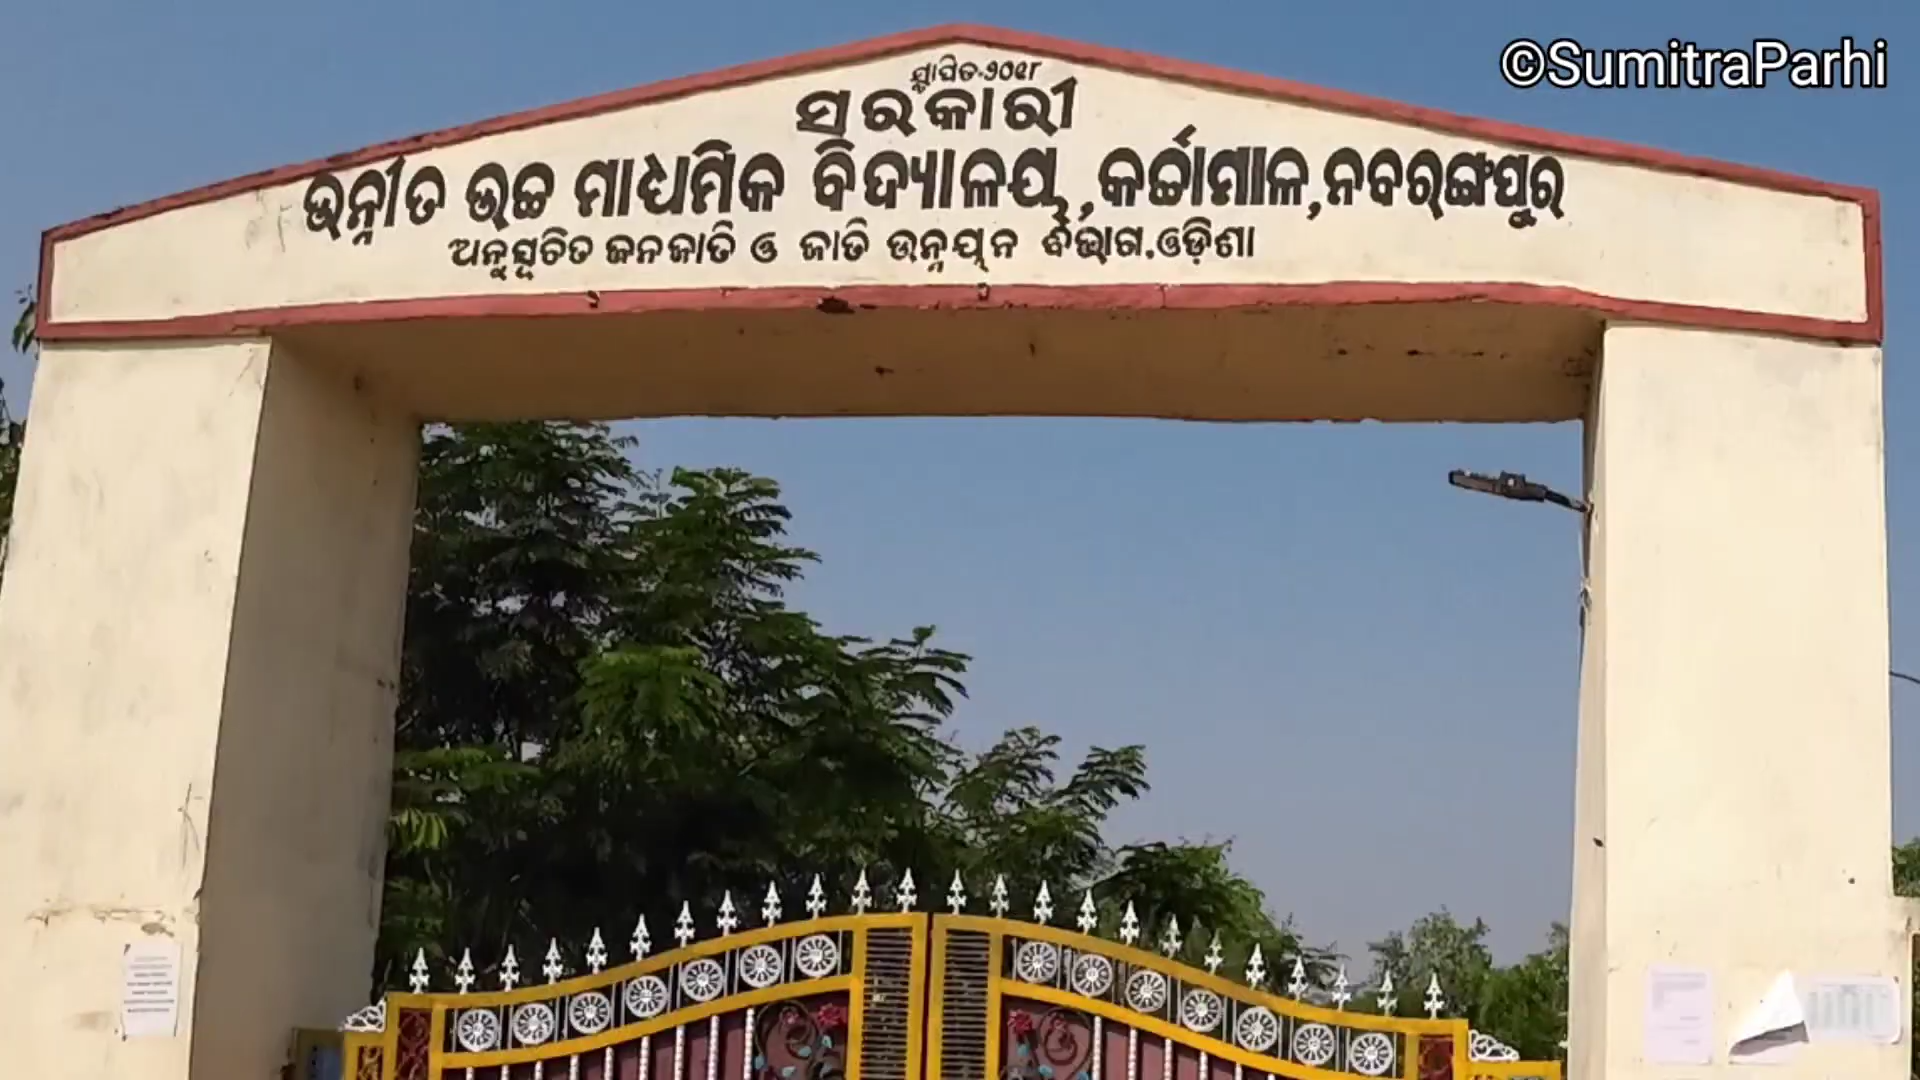 ସ୍ଥାପିତ-୨୦୧୮
ସରକାରୀ
ଉନ୍ନୀତ ଉଚ୍ଚ ମାଧ୍ୟମିକ ବିଦ୍ୟାଳୟ,କର୍ଚ୍ଚାମାଳ,ନବରଙ୍ଗପୁର
ଅନୁସୂଚିତ ଜନଜାତି ଓ ଜାତି ଉନ୍ନୟନ ବିଭାଗ.ଓଡ଼ିଶା
©SumitraParhi